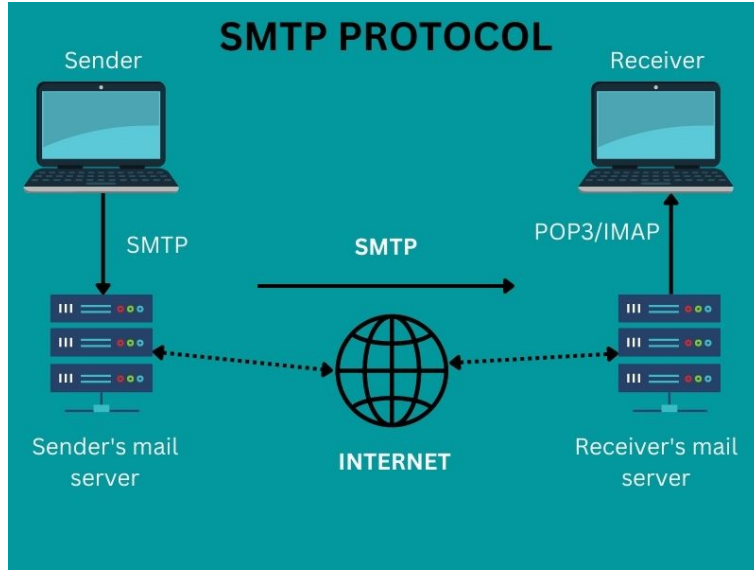 SMTP PROTOCOL
Sender
Receiver
SMTP
SMTP
POP3/IMAP
Sender's mail
server
INTERNET
Receiver's mail
server